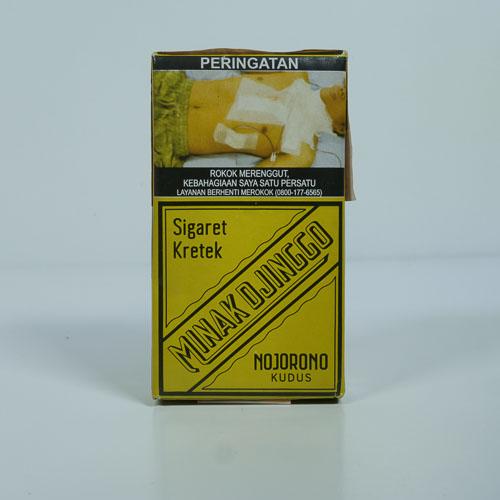 PERINGATAN
ROKOK MERENGGUT,
KEBAHAGIAAN SAYA SATU PERSATU
LAYANAN BERHENTI MEROKOK (0800-177-6565)
Sigaret
Kretek
MINAK DJINGGO
NOJORONO
KUDUS